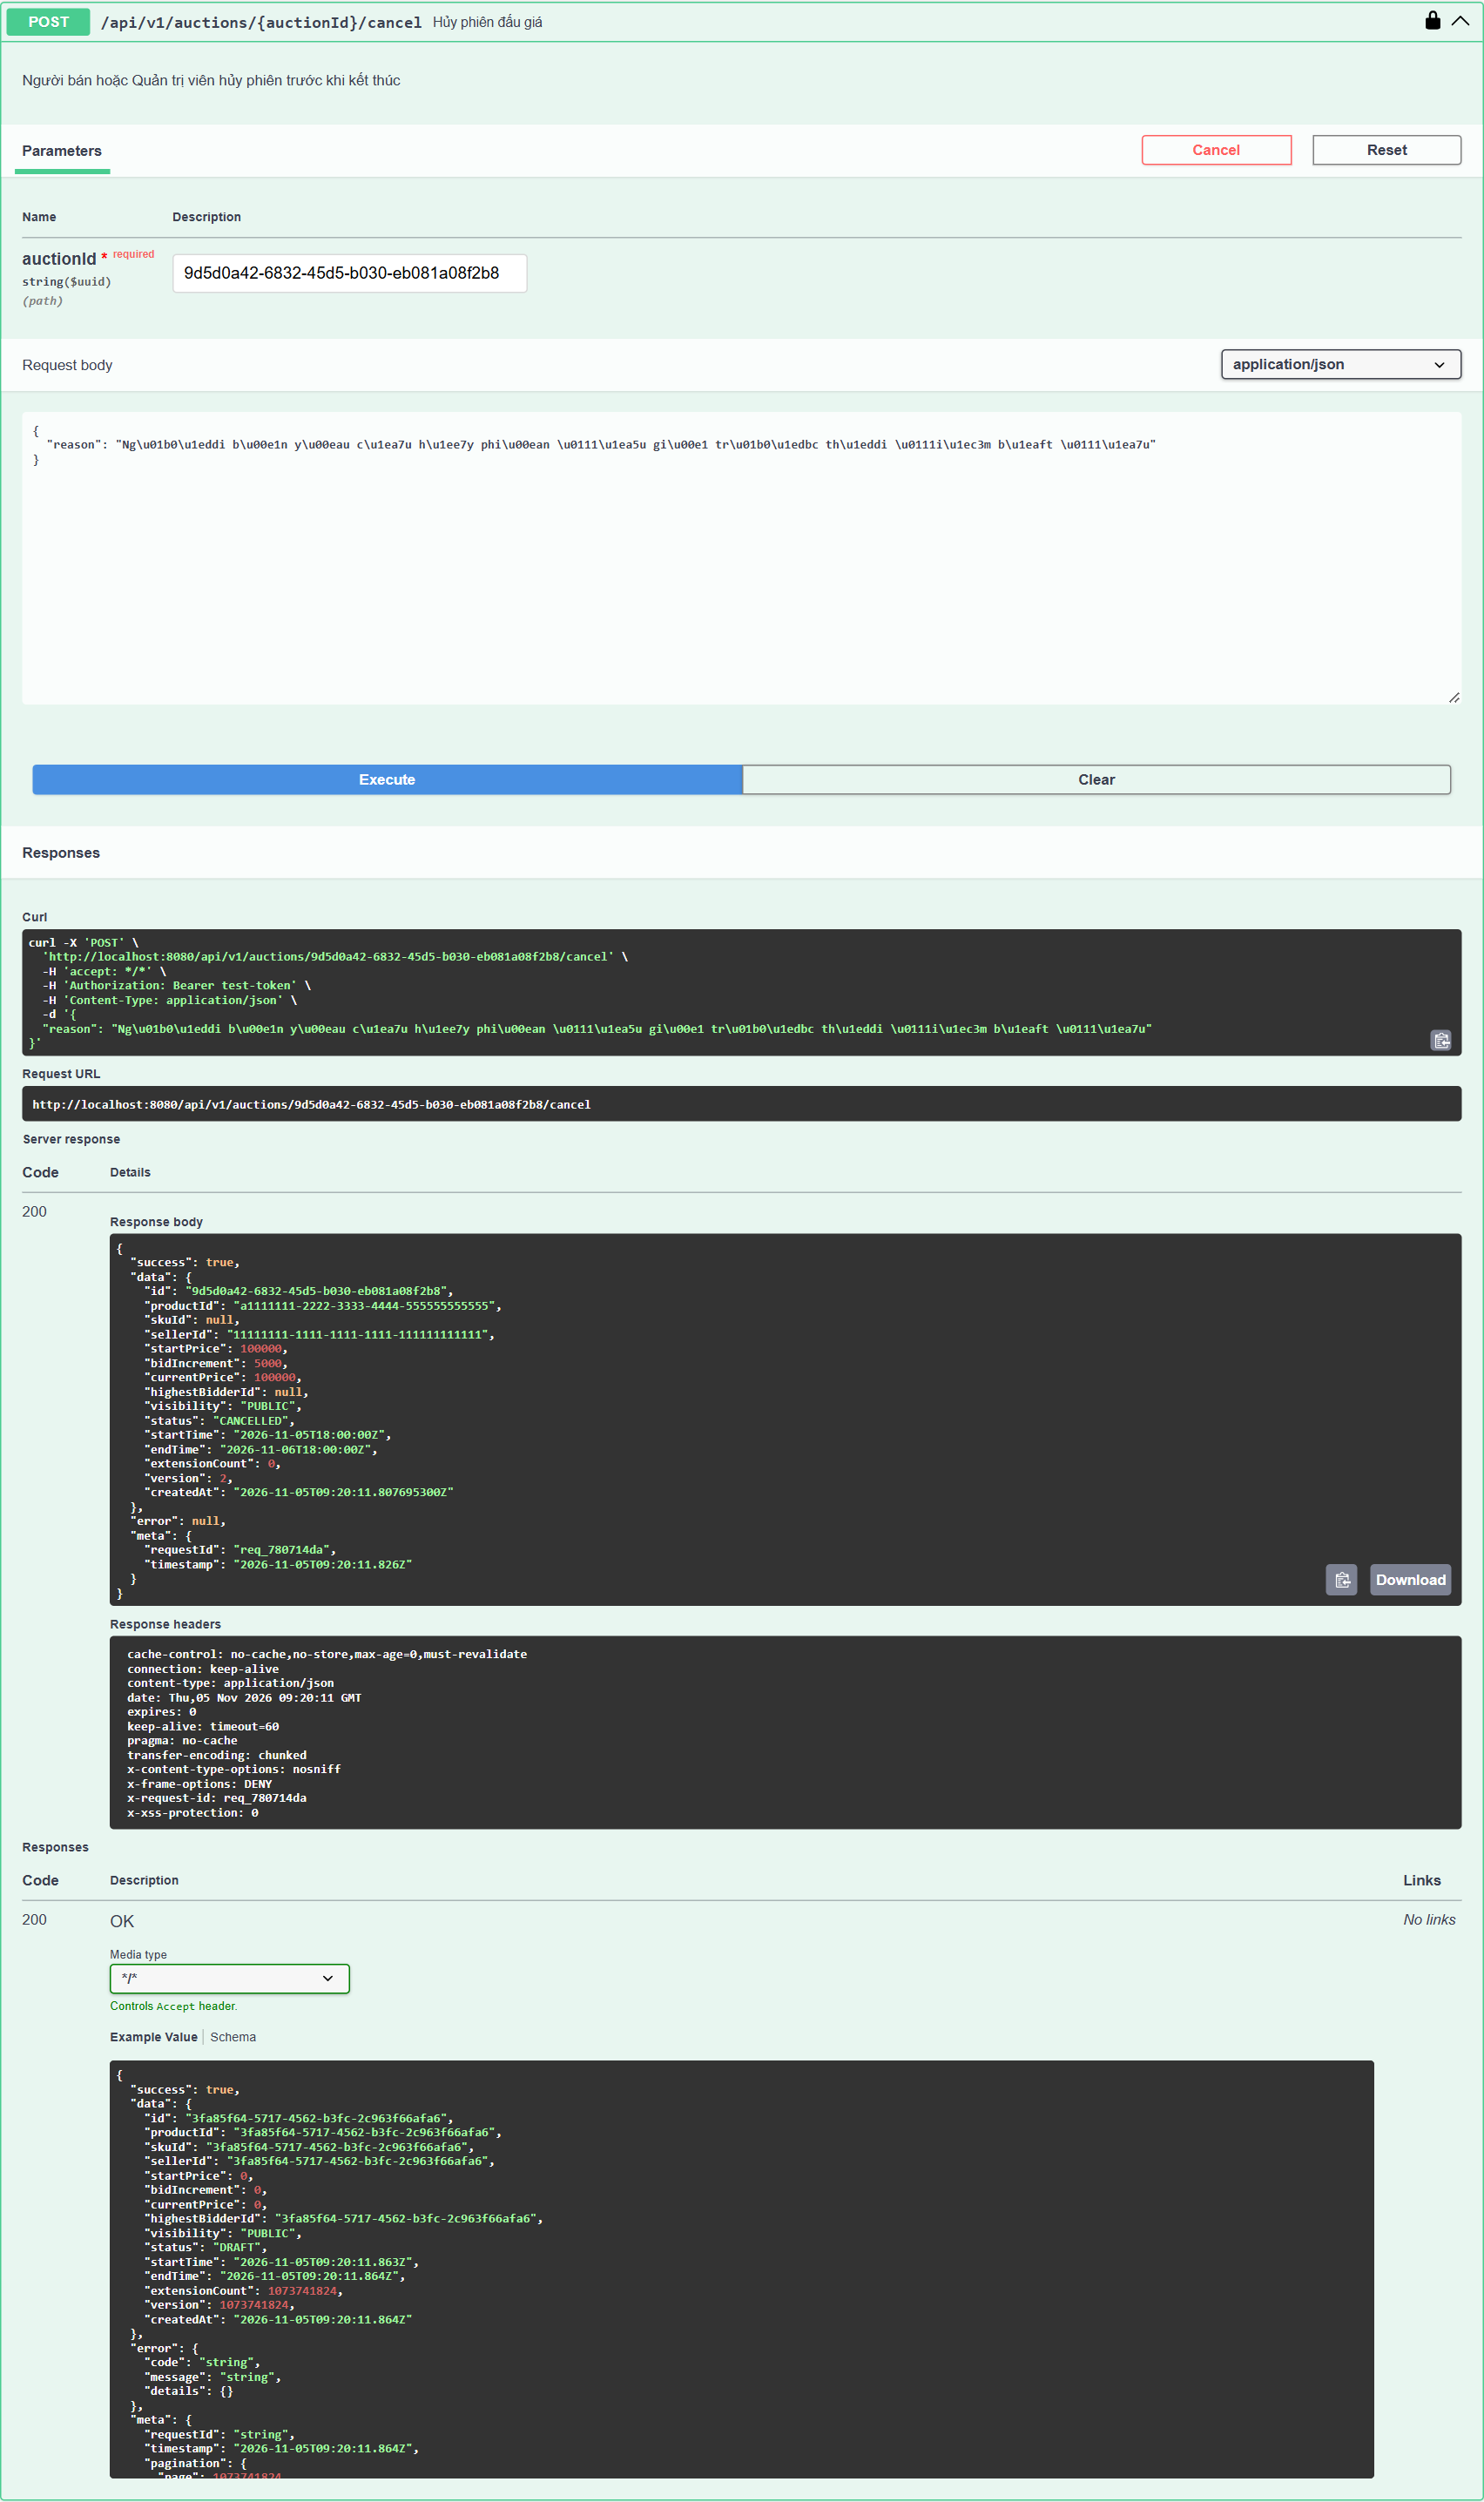 POST /api/v1/auctions/{auctionId}/cancel Hủy phiên đấu giá
Người bán hoặc Quản trị viên hủy phiên trước khi kết thúc
Parameters
Cancel
Reset
Name Description
auctionId * required
string($uuid)
(path)
9d5d0a42-6832-45d5-b030-eb081a08f2b8
Request body
application/json
{
"reason": "Ng\u01b0\u1eddi b\u00e1n y\u00eau c\u1ea7u h\u1ee7y phi\u00ean \u0111\u1ea5u gi\u00e1 tr\u01b0\u1edbc th\u1eddi \u0111i\u1ec3m b\u1eaft \u0111\u1ea7u"
}
Execute
Clear
Responses
Curl
curl -X 'POST' \
'http://localhost:8080/api/v1/auctions/9d5d0a42-6832-45d5-b030-eb081a08f2b8/cancel' \
-H 'accept: */*' \
-H 'Authorization: Bearer test-token' \
-H 'Content-Type: application/json' \
-d '{
"reason": "Ng\u01b0\u1eddi b\u00e1n y\u00eau c\u1ea7u h\u1ee7y phi\u00ean \u0111\u1ea5u gi\u00e1 tr\u01b0\u1edbc th\u1eddi \u0111i\u1ec3m b\u1eaft \u0111\u1ea7u"
}'
Request URL
http://localhost:8080/api/v1/auctions/9d5d0a42-6832-45d5-b030-eb081a08f2b8/cancel
Server response
Code Details
200
Response body
{
"success": true,
"data": {
"id": "9d5d0a42-6832-45d5-b030-eb081a08f2b8",
"productId": "a1111111-2222-3333-4444-555555555555",
"skuId": null,
"sellerId": "11111111-1111-1111-1111-111111111111",
"startPrice": 100000,
"bidIncrement": 5000,
"currentPrice": 100000,
"highestBidderId": null,
"visibility": "PUBLIC",
"status": "CANCELLED",
"startTime": "2026-11-05T18:00:00Z",
"endTime": "2026-11-06T18:00:00Z",
"extensionCount": 0,
"version": 2,
"createdAt": "2026-11-05T09:20:11.807695300Z"
},
"error": null,
"meta": {
"requestId": "req_780714da",
"timestamp": "2026-11-05T09:20:11.826Z"
}
}
Download
Response headers
cache-control: no-cache,no-store,max-age=0,must-revalidate
connection: keep-alive
content-type: application/json
date: Thu,05 Nov 2026 09:20:11 GMT
expires: 0
keep-alive: timeout=60
pragma: no-cache
transfer-encoding: chunked
x-content-type-options: nosniff
x-frame-options: DENY
x-request-id: req_780714da
x-xss-protection: 0
Responses
Code Description Links
200 OK No links
Media type
*/*
Controls Accept header.
Example Value Schema
{
"success": true,
"data": {
"id": "3fa85f64-5717-4562-b3fc-2c963f66afa6",
"productId": "3fa85f64-5717-4562-b3fc-2c963f66afa6",
"skuId": "3fa85f64-5717-4562-b3fc-2c963f66afa6",
"sellerId": "3fa85f64-5717-4562-b3fc-2c963f66afa6",
"startPrice": 0,
"bidIncrement": 0,
"currentPrice": 0,
"highestBidderId": "3fa85f64-5717-4562-b3fc-2c963f66afa6",
"visibility": "PUBLIC",
"status": "DRAFT",
"startTime": "2026-11-05T09:20:11.863Z",
"endTime": "2026-11-05T09:20:11.864Z",
"extensionCount": 1073741824,
"version": 1073741824,
"createdAt": "2026-11-05T09:20:11.864Z"
},
"error": {
"code": "string",
"message": "string",
"details": {}
},
"meta": {
"requestId": "string",
"timestamp": "2026-11-05T09:20:11.864Z",
"pagination": {
"page": 1073741824